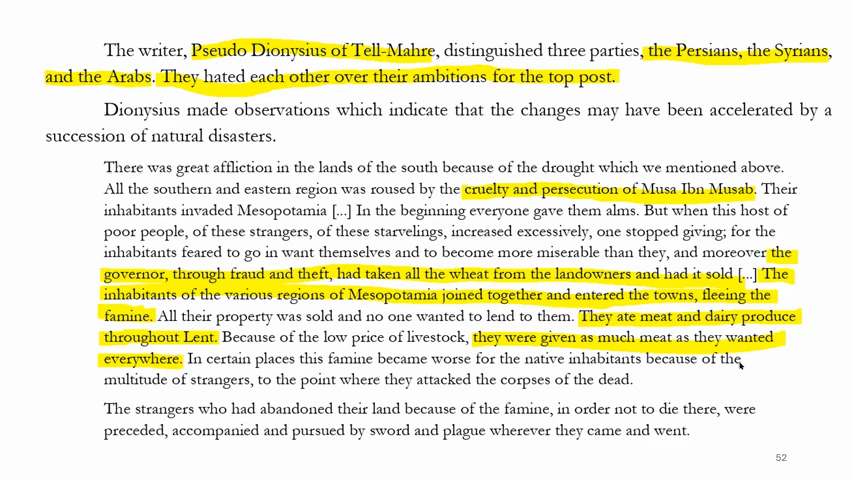 The writer, Pseudo Dionysius of Tell-Mahre, distinguished three parties, the Persians, the Syrians,
and the Arabs. They hated each other over their ambitions for the top post.
Dionysius made observations which indicate that the changes may have been accelerated by a
succession of natural disasters.
There was great affliction in the lands of the south because of the drought which we mentioned above.
All the southern and eastern region was roused by the cruelty and persecution of Musa Ibn Musab. Their
inhabitants invaded Mesopotamia [...] In the beginning everyone gave them alms. But when this host of
poor people, of these strangers, of these starvelings, increased excessively, one stopped giving; for the
inhabitants feared to go in want themselves and to become more miserable than they, and moreover the
governor, through fraud and theft, had taken all the wheat from the landowners and had it sold [...] The
inhabitants of the various regions of Mesopotamia joined together and entered the towns, fleeing the
famine. All their property was sold and no one wanted to lend to them. They ate meat and dairy produce
throughout Lent. Because of the low price of livestock, they were given as much meat as they wanted
everywhere. In certain places this famine became worse for the native inhabitants because of the
multitude of strangers, to the point where they attacked the corpses of the dead.
The strangers who had abandoned their land because of the famine, in order not to die there, were
preceded, accompanied and pursued by sword and plague wherever they came and went.
52